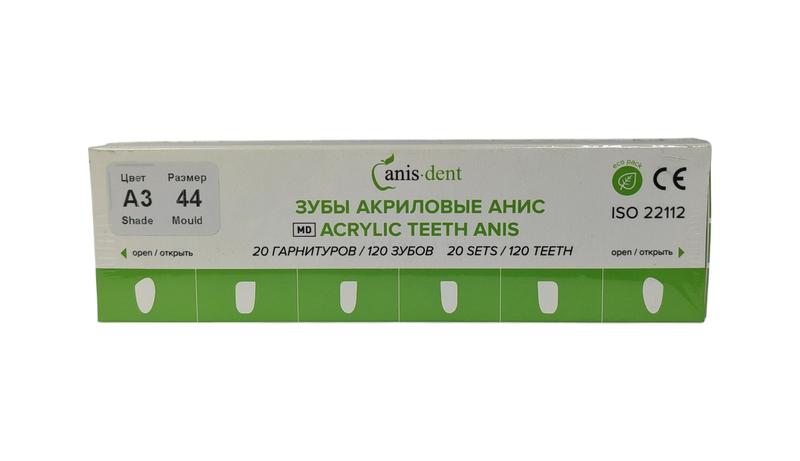 Цвет Размер
A3 44
Shade Mould
anis·dent
ЗУБЫ АКРИЛОВЫЕ АНИС
MD ACRYLIC TEETH ANIS
20 ГАРНИТУРОВ / 120 ЗУБОВ 20 SETS / 120 TEETH
eco pack
CE
ISO 22112
open / открыть
open / открыть